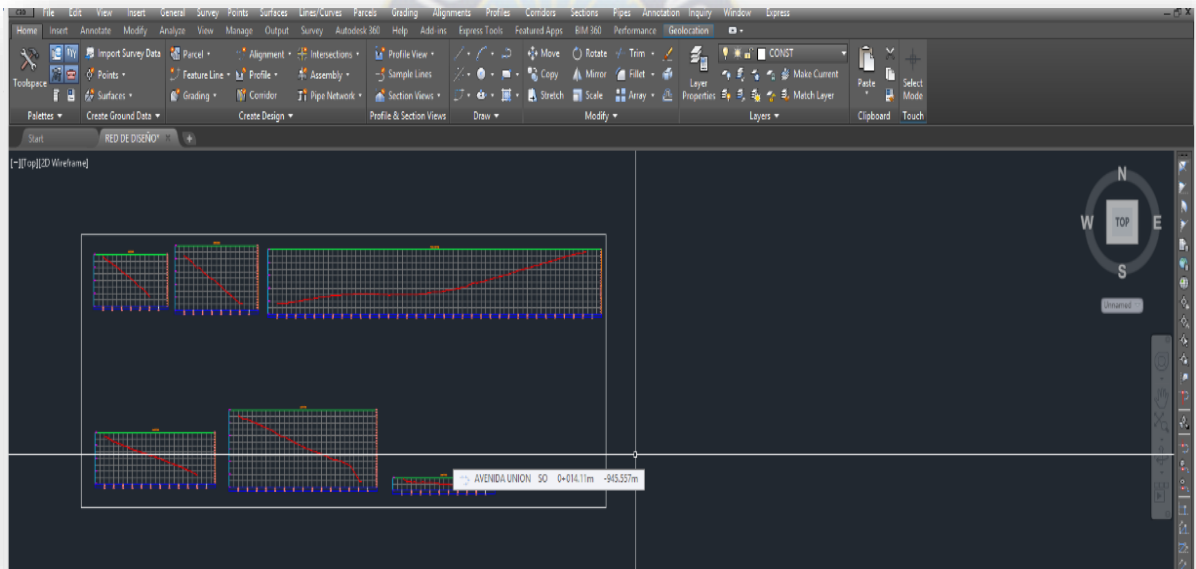 C3D File Edit View Insert General Survey Points Surfaces Lines/Curves Parcels Grading Alignments Profiles Corridors Sections Pipes Annotation Inquiry Window Express
Home Insert Annotate Modify Analyze View Manage Output Survey Autodesk 360 Help Add-ins Express Tools Featured Apps BIM 360 Performance Geolocation
Import Survey Data Parcel Alignment Intersections Profile View Move Rotate Trim CONST
Toolspace Points Feature Line Profile Assembly Sample Lines Copy Mirror Fillet Layer Properties Make Current Paste Select Mode
Surfaces Grading Corridor Pipe Network Section Views Stretch Scale Array Match Layer
Palettes Create Ground Data Create Design Profile & Section Views Draw Modify Layers Clipboard Touch
Start RED DE DISEÑO*
[-][Top][2D Wireframe]
N
W TOP E
S
Unnamed
AVENIDA UNION SO 0+014.11m -945.557m